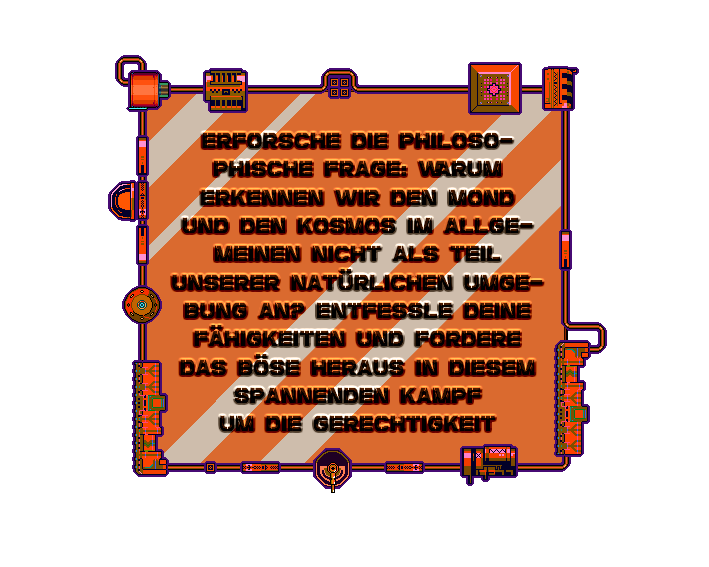 ERFORSCHE DIE PHILOSO-
PHISCHE FRAGE: WARUM
ERKENNEN WIR DEN MOND
UND DEN KOSMOS IM ALLGE-
MEINEN NICHT ALS TEIL
UNSERER NATÜRLICHEN UMGE-
BUNG AN? ENTFESSLE DEINE
FÄHIGKEITEN UND FORDERE
DAS BÖSE HERAUS IN DIESEM
SPANNENDEN KAMPF
UM DIE GERECHTIGKEIT